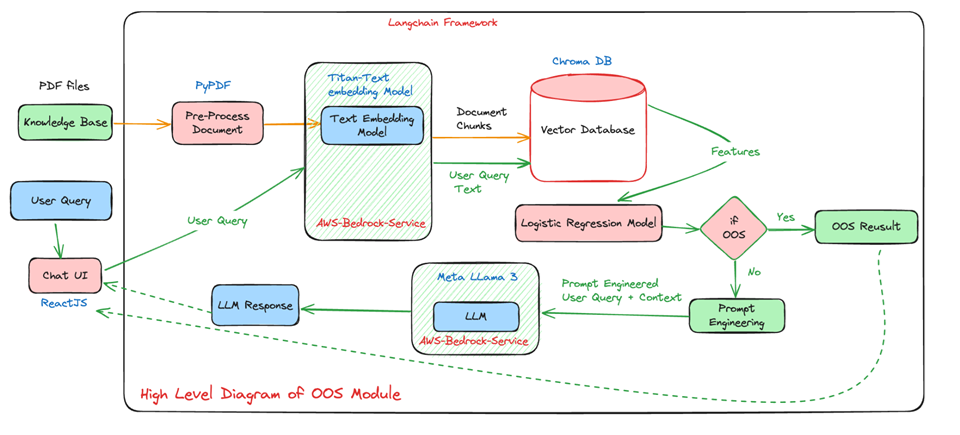 Langchain Framework
PDF files
Knowledge Base
PyPDF
Pre-Process
Document
Titan-Text
embedding Model
Text Embedding
Model
AWS-Bedrock-Service
Document
Chunks
User Query
Text
Chroma DB
Vector Database
Features
User Query
User Query
Chat UI
ReactJS
Logistic Regression Model
if
OOS
Yes
OOS Reusult
No
Prompt
Engineering
Prompt Engineered
User Query + Context
Meta LLama 3
LLM
AWS-Bedrock-Service
LLM Response
High Level Diagram of OOS Module